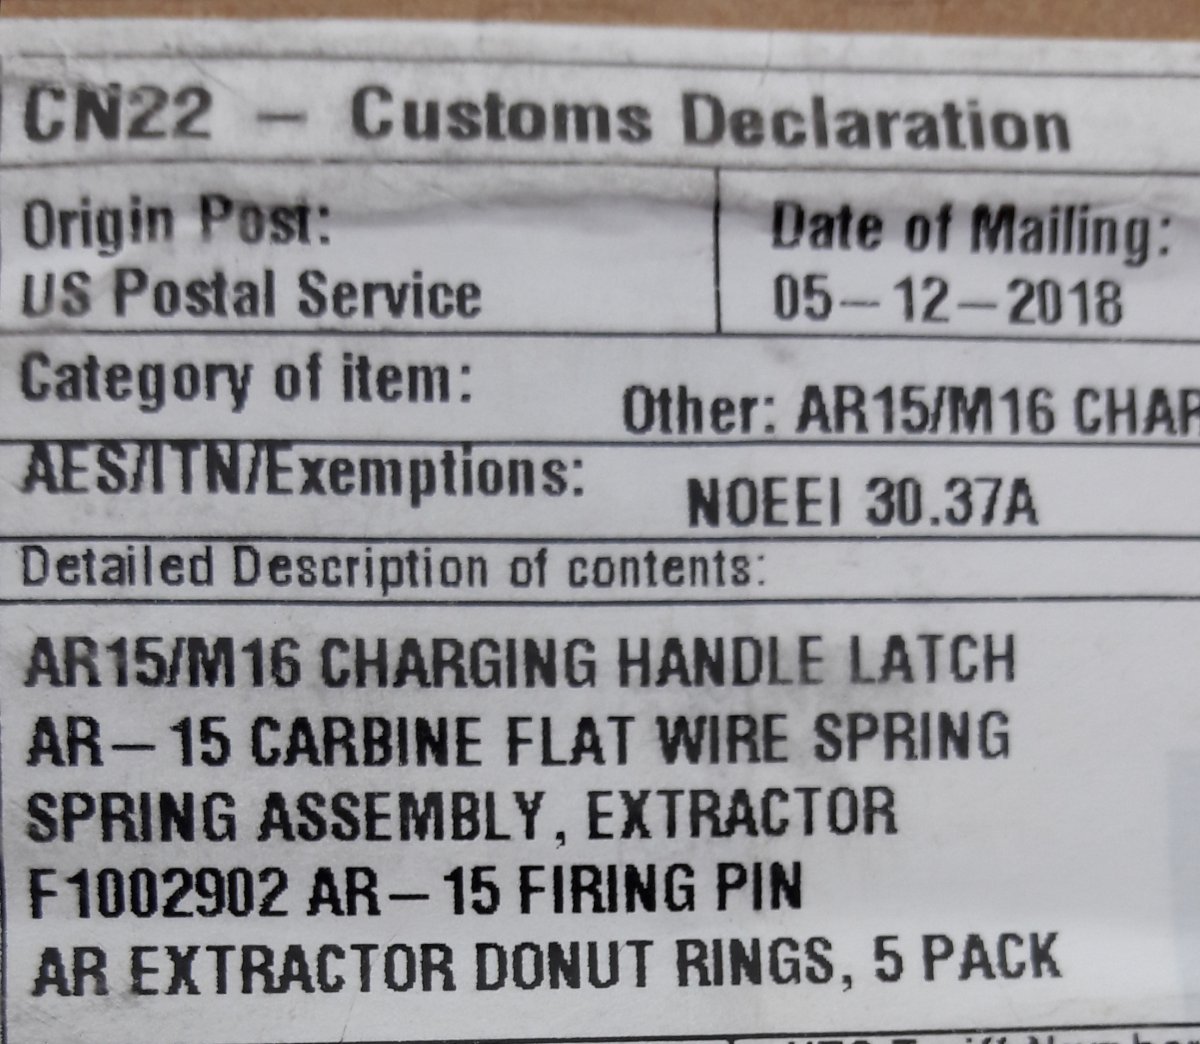 CN22 – Customs Declaration
Origin Post:
US Postal Service
Date of Mailing:
05–12–2018
Category of item:
Other: AR15/M16 CHAR
AES/ITN/Exemptions:
NOEEI 30.37A
Detailed Description of contents:
AR15/M16 CHARGING HANDLE LATCH
AR–15 CARBINE FLAT WIRE SPRING
SPRING ASSEMBLY, EXTRACTOR
F1002902 AR–15 FIRING PIN
AR EXTRACTOR DONUT RINGS, 5 PACK